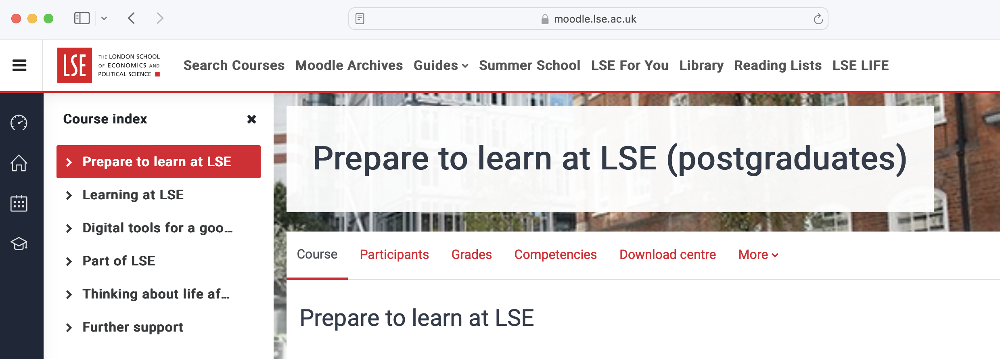 moodle.lse.ac.uk
LSE
THE LONDON SCHOOL
OF ECONOMICS AND
POLITICAL SCIENCE
Search Courses Moodle Archives Guides Summer School LSE For You Library Reading Lists LSE LIFE
Course index
Prepare to learn at LSE
Learning at LSE
Digital tools for a goo...
Part of LSE
Thinking about life af...
Further support
Prepare to learn at LSE (postgraduates)
Course Participants Grades Competencies Download centre More
Prepare to learn at LSE